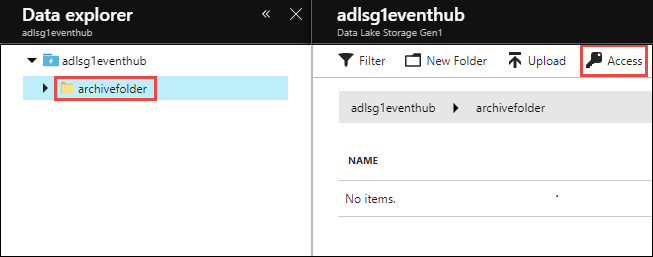 Data explorer
adlsg1eventhub
adlsg1eventhub
archivefolder
adlsg1eventhub
Data Lake Storage Gen1
Filter New Folder Upload Access
adlsg1eventhub archivefolder
NAME
No items.